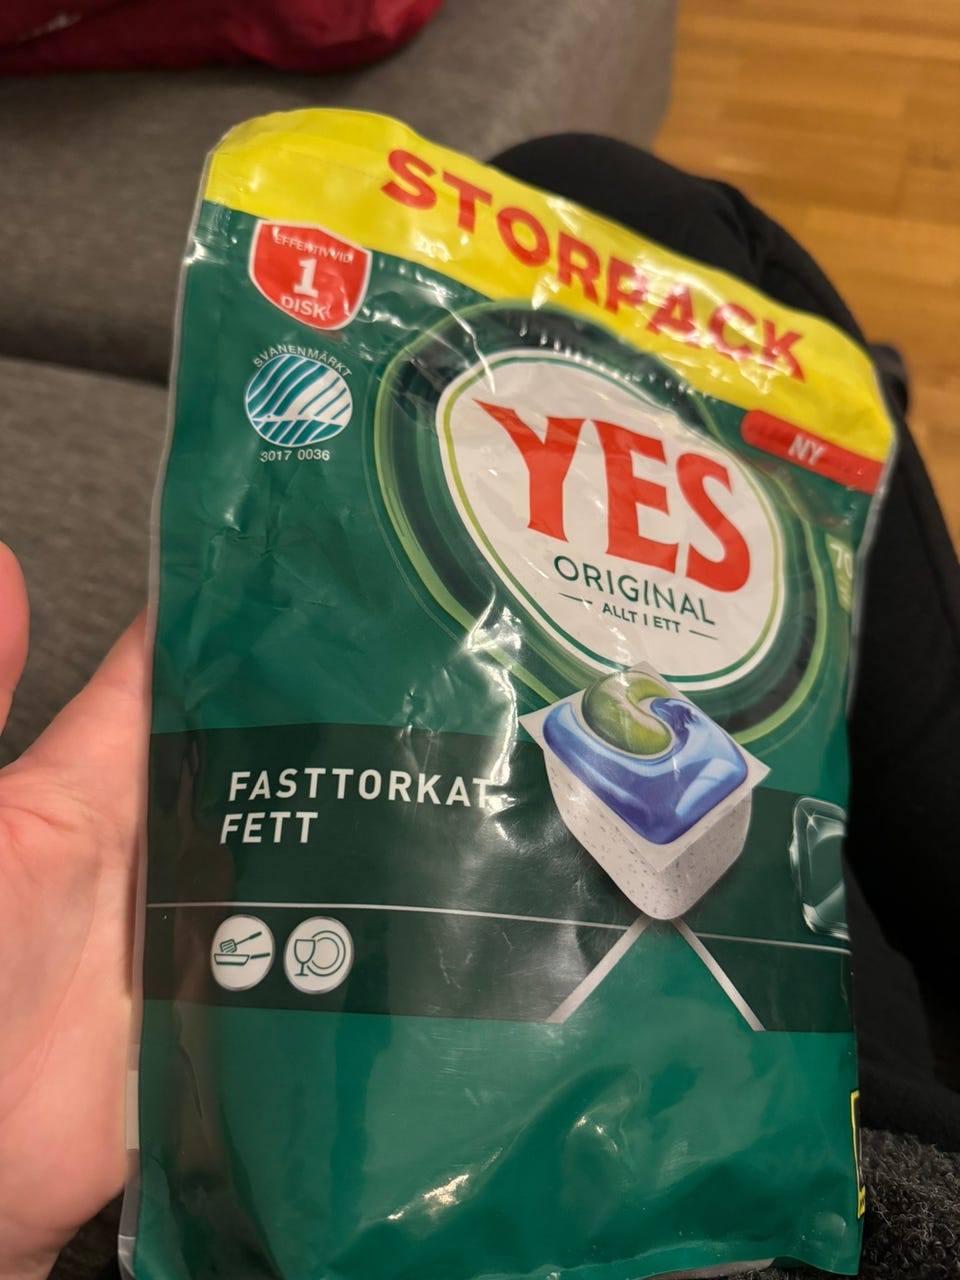 STORPACK
EFFEKTIV VID
1
DISK
SVANENMÄRKT
3017 0036
NY
YES
ORIGINAL
ALLT I ETT
FASTTORKAT
FETT